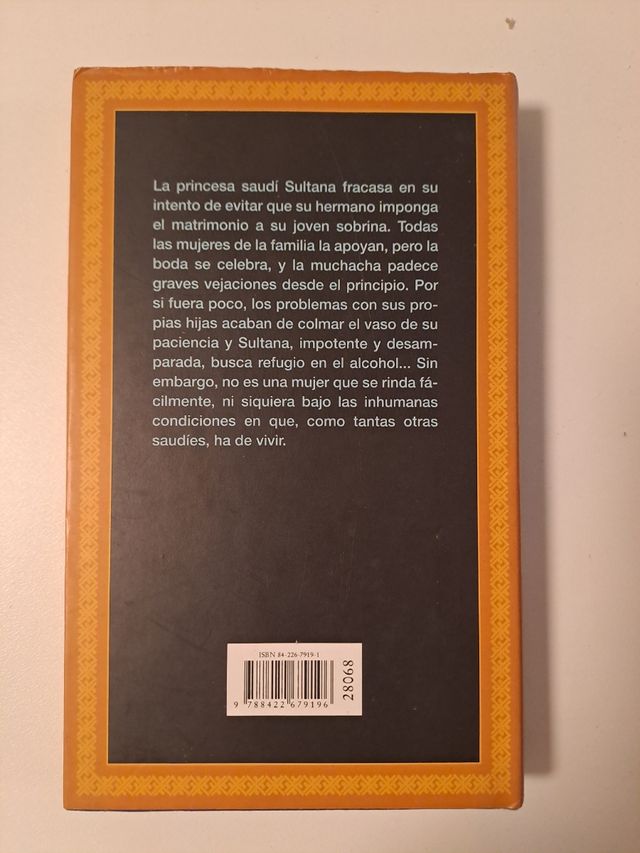 La princesa saudí Sultana fracasa en su
intento de evitar que su hermano imponga
el matrimonio a su joven sobrina. Todas
las mujeres de la familia la apoyan, pero la
boda se celebra, y la muchacha padece
graves vejaciones desde el principio. Por
si fuera poco, los problemas con sus pro-
pias hijas acaban de colmar el vaso de su
paciencia y Sultana, impotente y desam-
parada, busca refugio en el alcohol... Sin
embargo, no es una mujer que se rinda fá-
cilmente, ni siquiera bajo las inhumanas
condiciones en que, como tantas otras
saudíes, ha de vivir.
ISBN 84-226-7919-1
9 788422 679196
28068